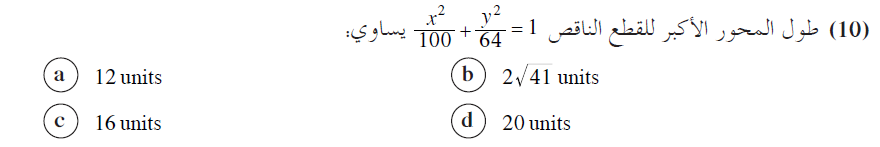 (10) طول المحور الأكبر للقطع الناقص x²/100 + y²/64 = 1 يساوي:
a 12 units b 2√41 units
c 16 units d 20 units